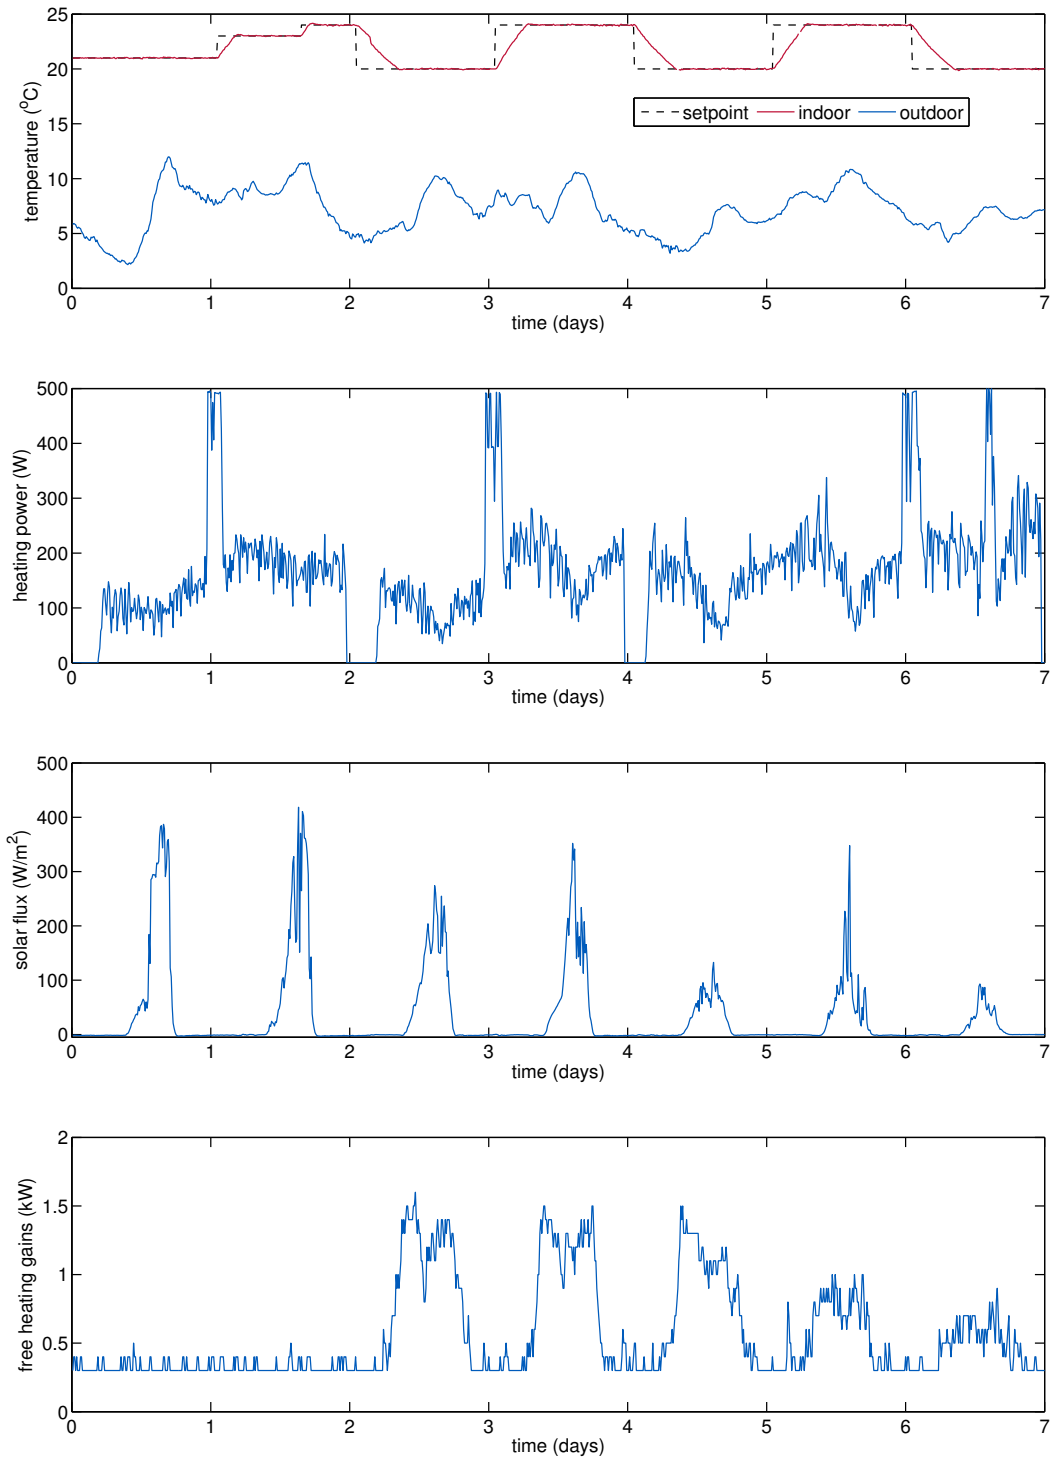 25
20
15
10
5
0
temperature (°C)
setpoint indoor outdoor
0 1 2 3 4 5 6 7
time (days)
500
400
300
200
100
0
heating power (W)
0 1 2 3 4 5 6 7
time (days)
500
400
300
200
100
0
solar flux (W/m²)
0 1 2 3 4 5 6 7
time (days)
2
1.5
1
0.5
0
free heating gains (kW)
0 1 2 3 4 5 6 7
time (days)